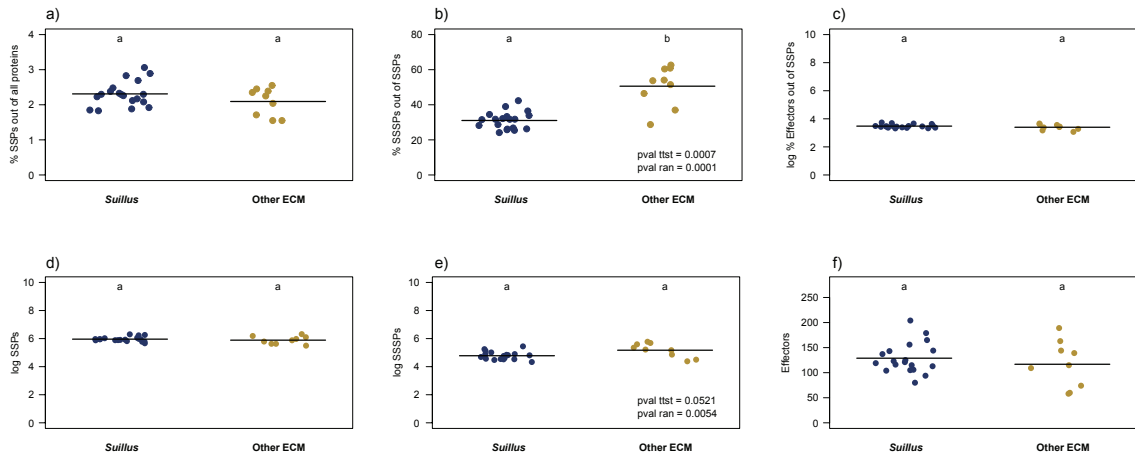 a)
% SSPs out of all proteins
4
3
2
1
0
a
a
Suillus
Other ECM
b)
% SSSPs out of SSPs
80
60
40
20
0
a
b
pval ttst = 0.0007
pval ran = 0.0001
Suillus
Other ECM
c)
log % Effectors out of SSPs
10
8
6
4
2
0
a
a
Suillus
Other ECM
d)
log SSPs
10
8
6
4
2
0
a
a
Suillus
Other ECM
e)
log SSSPs
10
8
6
4
2
0
a
a
pval ttst = 0.0521
pval ran = 0.0054
Suillus
Other ECM
f)
Effectors
250
200
150
100
50
0
a
a
Suillus
Other ECM